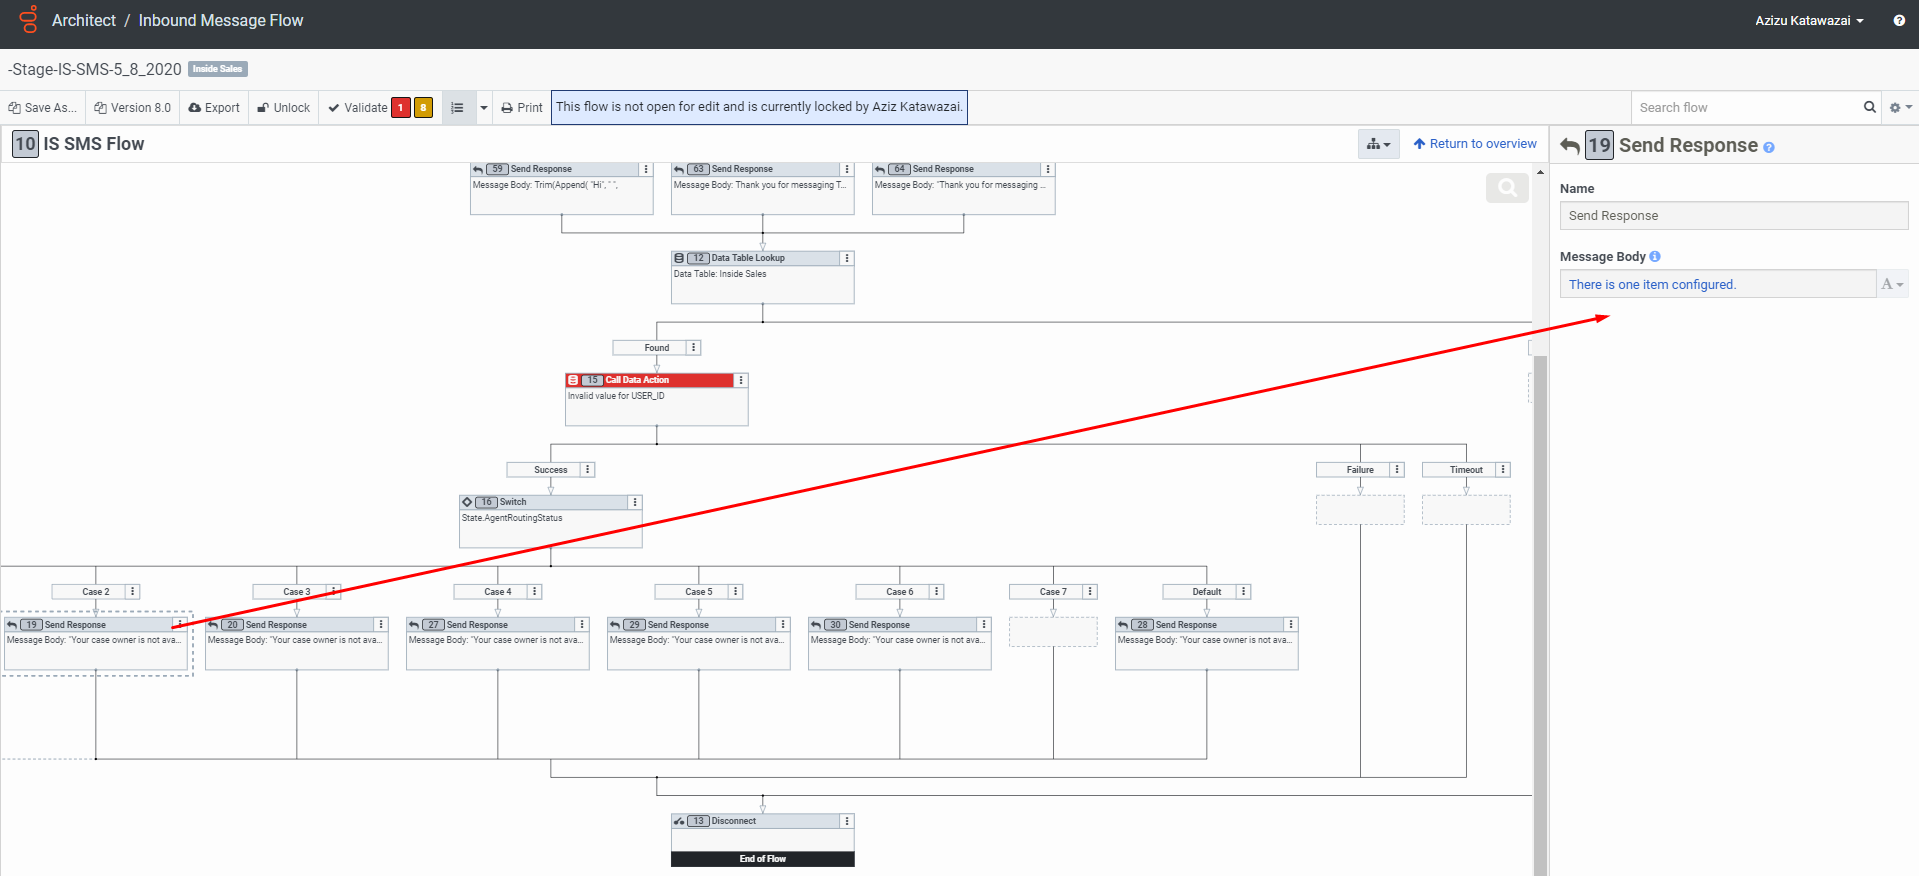 Architect / Inbound Message Flow
Azizu Katawazai
-Stage-IS-SMS-5_8_2020 Inside Sales
Save As... Version 8.0 Export Unlock Validate 1 8 Print This flow is not open for edit and is currently locked by Aziz Katawazai. Search flow
10 IS SMS Flow
Return to overview
59 Send Response
63 Send Response
64 Send Response
Message Body: Trim(Append( "Hi", " ",
Message Body: Thank you for messaging T...
Message Body: "Thank you for messaging ...
12 Data Table Lookup
Data Table: Inside Sales
Found
15 Call Data Action
Invalid value for USER_ID
Success
Failure
Timeout
16 Switch
State.AgentRoutingStatus
Case 2
Case 3
Case 4
Case 5
Case 6
Case 7
Default
19 Send Response
20 Send Response
27 Send Response
29 Send Response
30 Send Response
28 Send Response
Message Body: "Your case owner is not ava...
Message Body: "Your case owner is not ava...
Message Body: "Your case owner is not ava...
Message Body: "Your case owner is not ava...
Message Body: "Your case owner is not ava...
Message Body: "Your case owner is not ava...
13 Disconnect
End of Flow
19 Send Response
Name
Send Response
Message Body
There is one item configured.
A